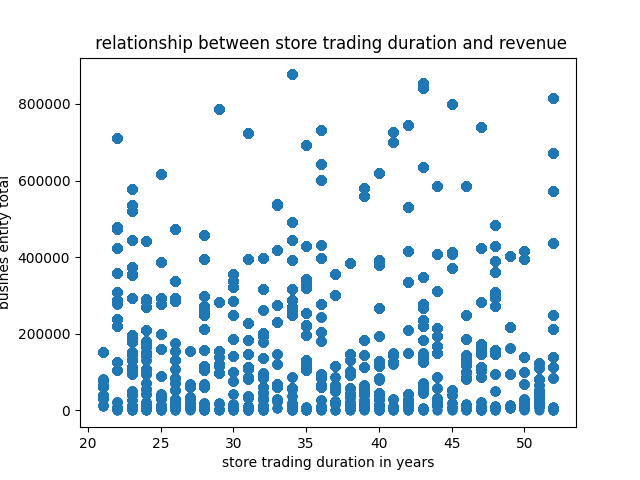 relationship between store trading duration and revenue
busines entity total
800000
600000
400000
200000
0
20 25 30 35 40 45 50
store trading duration in years